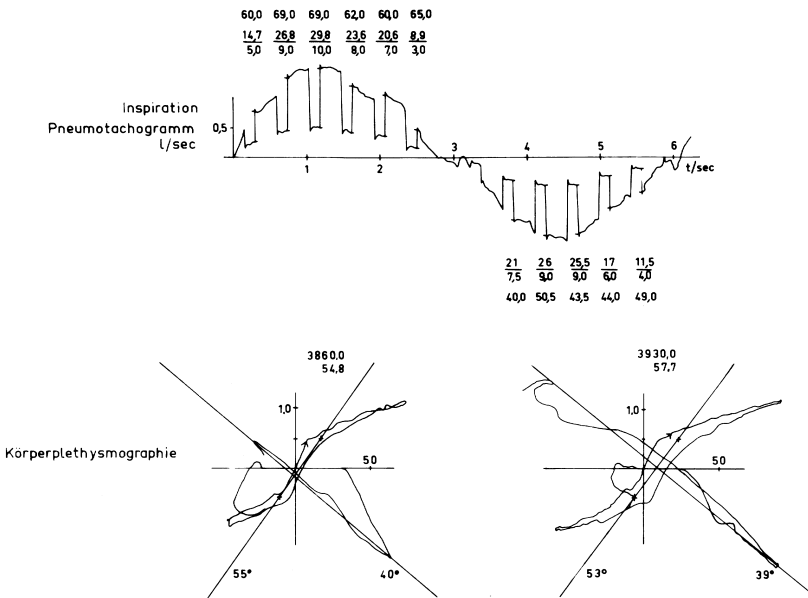 60,0 69,0 69,0 62,0 60,0 65,0
14,7 26,8 29,8 23,6 20,6 8,9
5,0 9,0 10,0 8,0 7,0 3,0
Inspiration
Pneumotachogramm
l/sec
0,5
1 2 3 4 5 6
t/sec
21 26 25,5 17 11,5
7,5 9,0 9,0 6,0 4,0
40,0 50,5 43,5 44,0 49,0
3860,0
54,8
1,0
50
55°
40°
3930,0
57,7
1,0
50
53°
39°
Körperplethysmographie